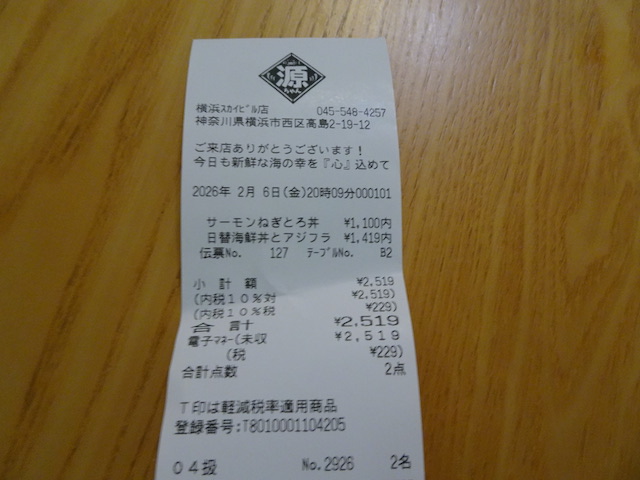 源
横浜ｽｶｲﾋﾞﾙ店 045-548-4257
神奈川県横浜市西区高島2-19-12
ご来店ありがとうございます！
今日も新鮮な海の幸を『心』込めて
2026年 2月 6日(金)20時09分000101
サーモンねぎとろ丼 ¥1,100内
日替海鮮丼とアジフラ ¥1,419内
伝票No. 127 ﾃｰﾌﾞﾙNo. B2
小 計 額 ¥2,519
(内税１０％対 ¥2,519)
(内税１０％税 ¥229)
合 計 ¥2,519
電子ﾏﾈｰ(未収 ¥2,519
(税 ¥229)
合計点数 2点
Ｔ印は軽減税率適用商品
登録番号:T8010001104205
０４扱 No.2926 2名